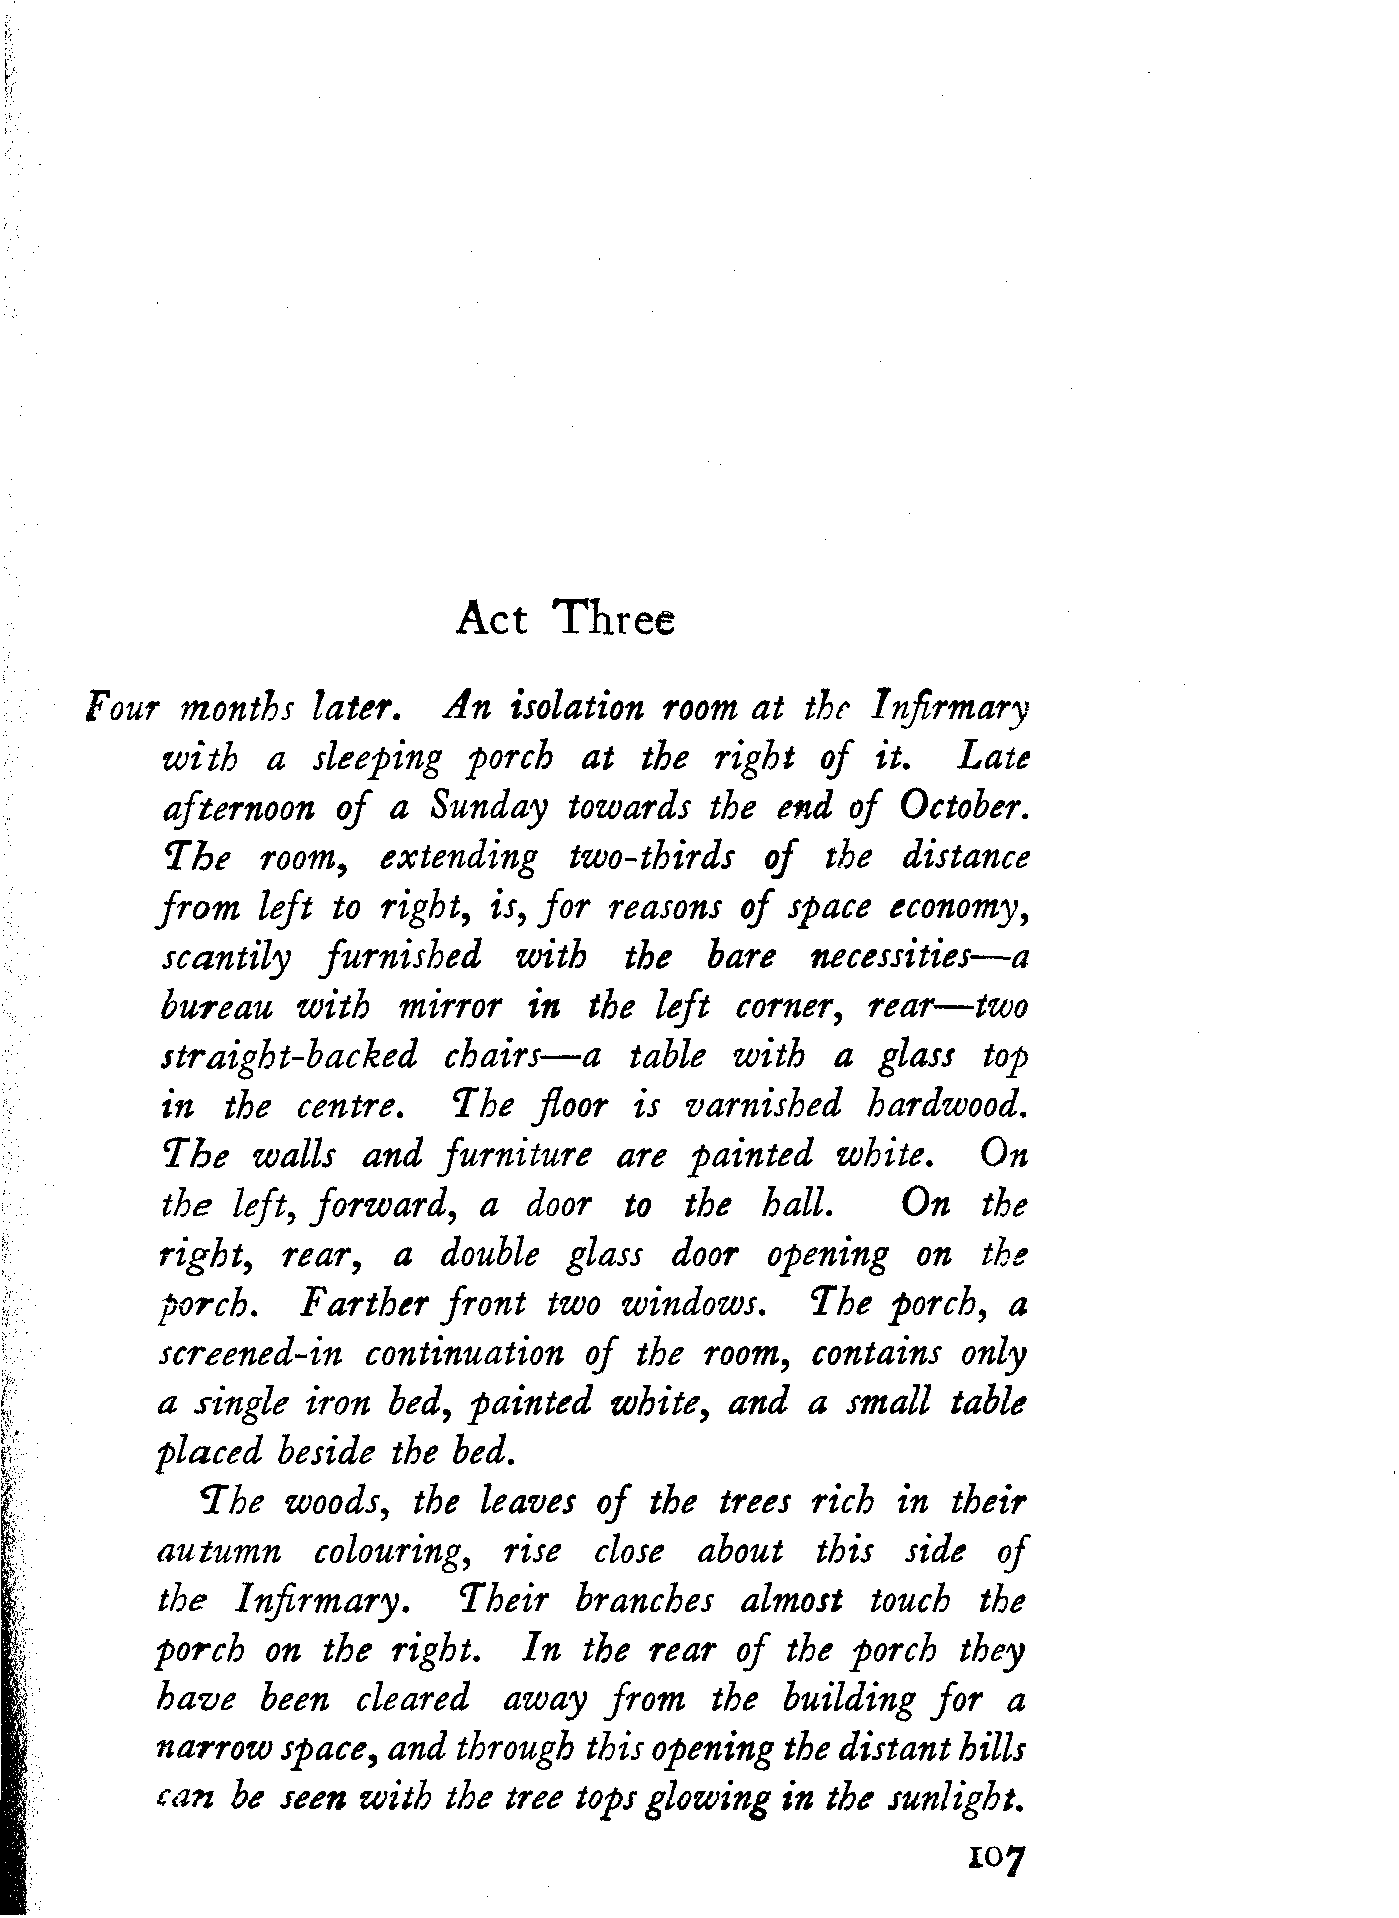 Act Three
Four months later. An isolation room at the Infirmary
with a sleeping porch at the right of it. Late
afternoon of a Sunday towards the end of October.
The room, extending two-thirds of the distance
from left to right, is, for reasons of space economy,
scantily furnished with the bare necessities—a
bureau with mirror in the left corner, rear—two
straight-backed chairs—a table with a glass top
in the centre. The floor is varnished hardwood.
The walls and furniture are painted white. On
the left, forward, a door to the hall. On the
right, rear, a double glass door opening on the
porch. Farther front two windows. The porch, a
screened-in continuation of the room, contains only
a single iron bed, painted white, and a small table
placed beside the bed.
The woods, the leaves of the trees rich in their
autumn colouring, rise close about this side of
the Infirmary. Their branches almost touch the
porch on the right. In the rear of the porch they
have been cleared away from the building for a
narrow space, and through this opening the distant hills
can be seen with the tree tops glowing in the sunlight.
107